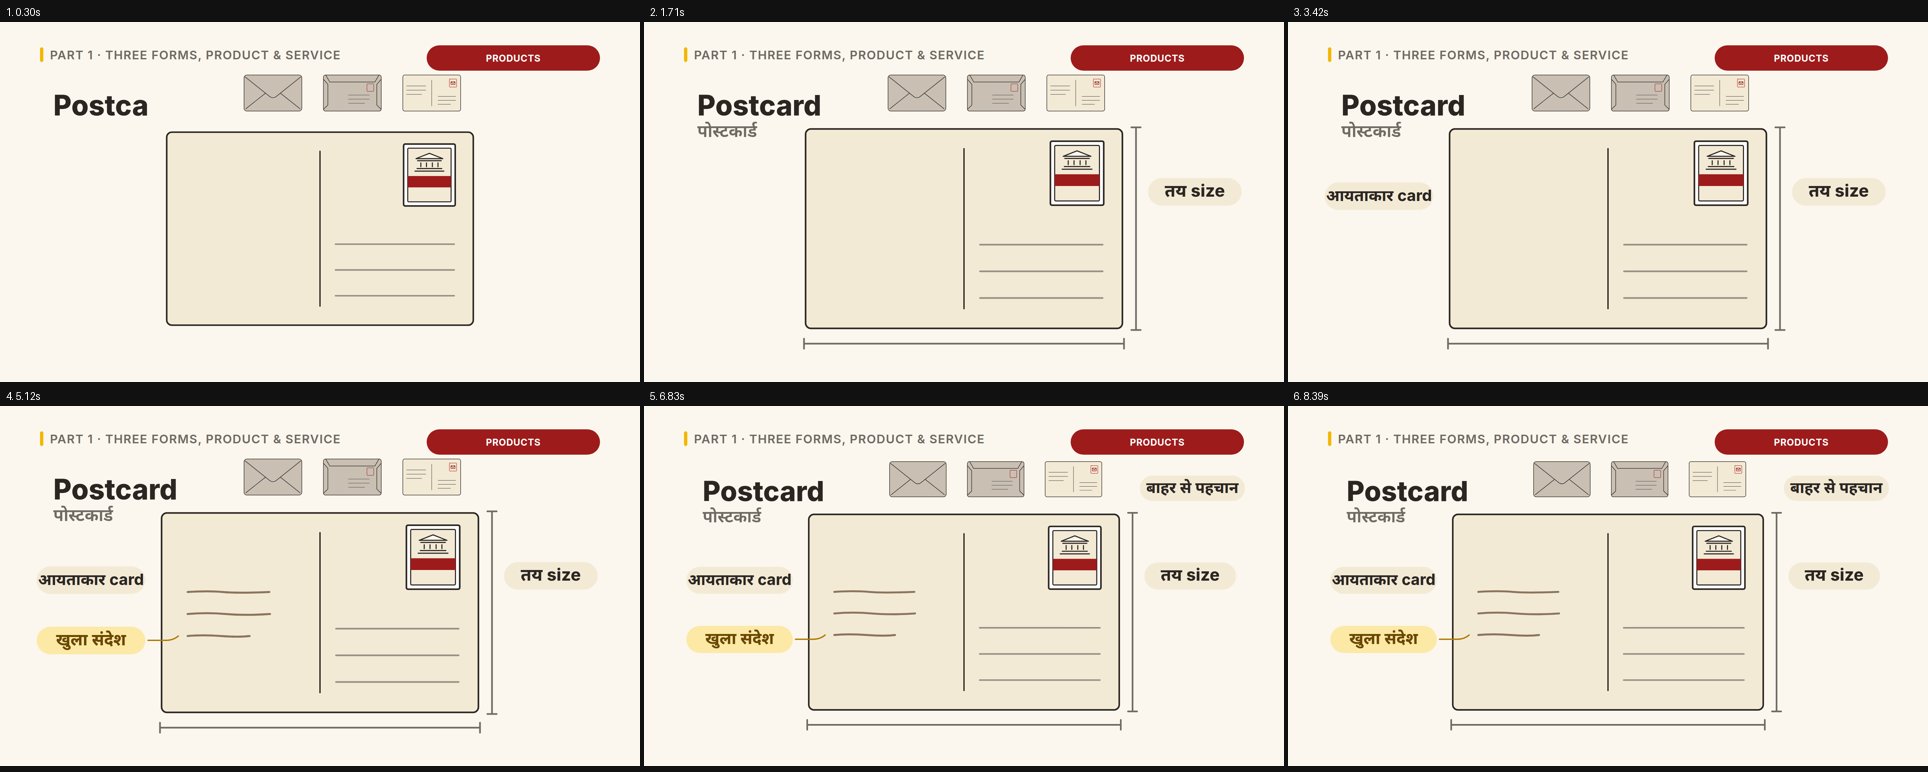 1. 0.30s
PART 1 · THREE FORMS, PRODUCT & SERVICE
PRODUCTS
Postca
2. 1.71s
PART 1 · THREE FORMS, PRODUCT & SERVICE
PRODUCTS
Postcard
पोस्टकार्ड
तय size
3. 3.42s
PART 1 · THREE FORMS, PRODUCT & SERVICE
PRODUCTS
Postcard
पोस्टकार्ड
आयताकार card
तय size
4. 5.12s
PART 1 · THREE FORMS, PRODUCT & SERVICE
PRODUCTS
Postcard
पोस्टकार्ड
आयताकार card
तय size
खुला संदेश
5. 6.83s
PART 1 · THREE FORMS, PRODUCT & SERVICE
PRODUCTS
Postcard
पोस्टकार्ड
बाहर से पहचान
आयताकार card
तय size
खुला संदेश
6. 8.39s
PART 1 · THREE FORMS, PRODUCT & SERVICE
PRODUCTS
Postcard
पोस्टकार्ड
बाहर से पहचान
आयताकार card
तय size
खुला संदेश